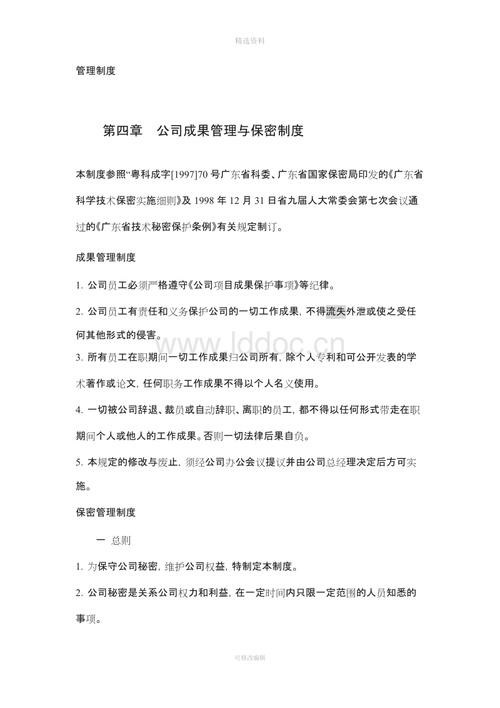 精选资料
管理制度
第四章 公司成果管理与保密制度
本制度参照“粤科成字[1997]70 号广东省科委、广东省国家保密局印发的《广东省
科学技术保密实施细则》及 1998 年 12 月 31 日省九届人大常委会第七次会议通
过的《广东省技术秘密保护条例》有关规定制订。
成果管理制度
1. 公司员工必须严格遵守《公司项目成果保护事项》等纪律。
2. 公司员工有责任和义务保护公司的一切工作成果, 不得流失外泄或使之受任
何其他形式的侵害。
www.lddoc.cn
3. 所有员工在职期间一切工作成果归公司所有, 除个人专利和可公开发表的学
术著作或论文, 任何职务工作成果不得以个人名义使用。
4. 一切被公司辞退、裁员或自动辞职、离职的员工, 都不得以任何形式带走在职
期间个人或他人的工作成果。否则一切法律后果自负。
5. 本规定的修改与废止, 须经公司办公会议提议并由公司总经理决定后方可实
施。
保密管理制度
一 总则
1. 为保守公司秘密, 维护公司权益, 特制定本制度。
2. 公司秘密是关系公司权力和利益, 在一定时间内只限一定范围的人员知悉的
事项。
可修改编辑